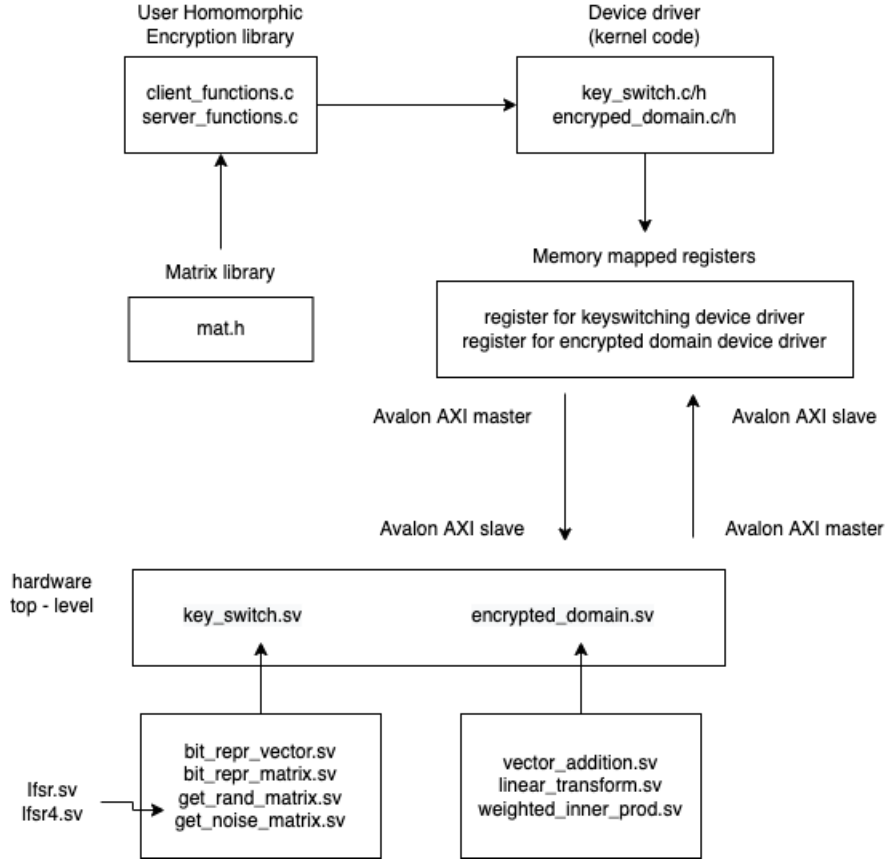 User Homomorphic
Encryption library
client_functions.c
server_functions.c
Device driver
(kernel code)
key_switch.c/h
encryped_domain.c/h
Matrix library
mat.h
Memory mapped registers
register for keyswitching device driver
register for encrypted domain device driver
Avalon AXI master
Avalon AXI slave
Avalon AXI slave
Avalon AXI master
hardware
top - level
key_switch.sv
encrypted_domain.sv
lfsr.sv
lfsr4.sv
bit_repr_vector.sv
bit_repr_matrix.sv
get_rand_matrix.sv
get_noise_matrix.sv
vector_addition.sv
linear_transform.sv
weighted_inner_prod.sv